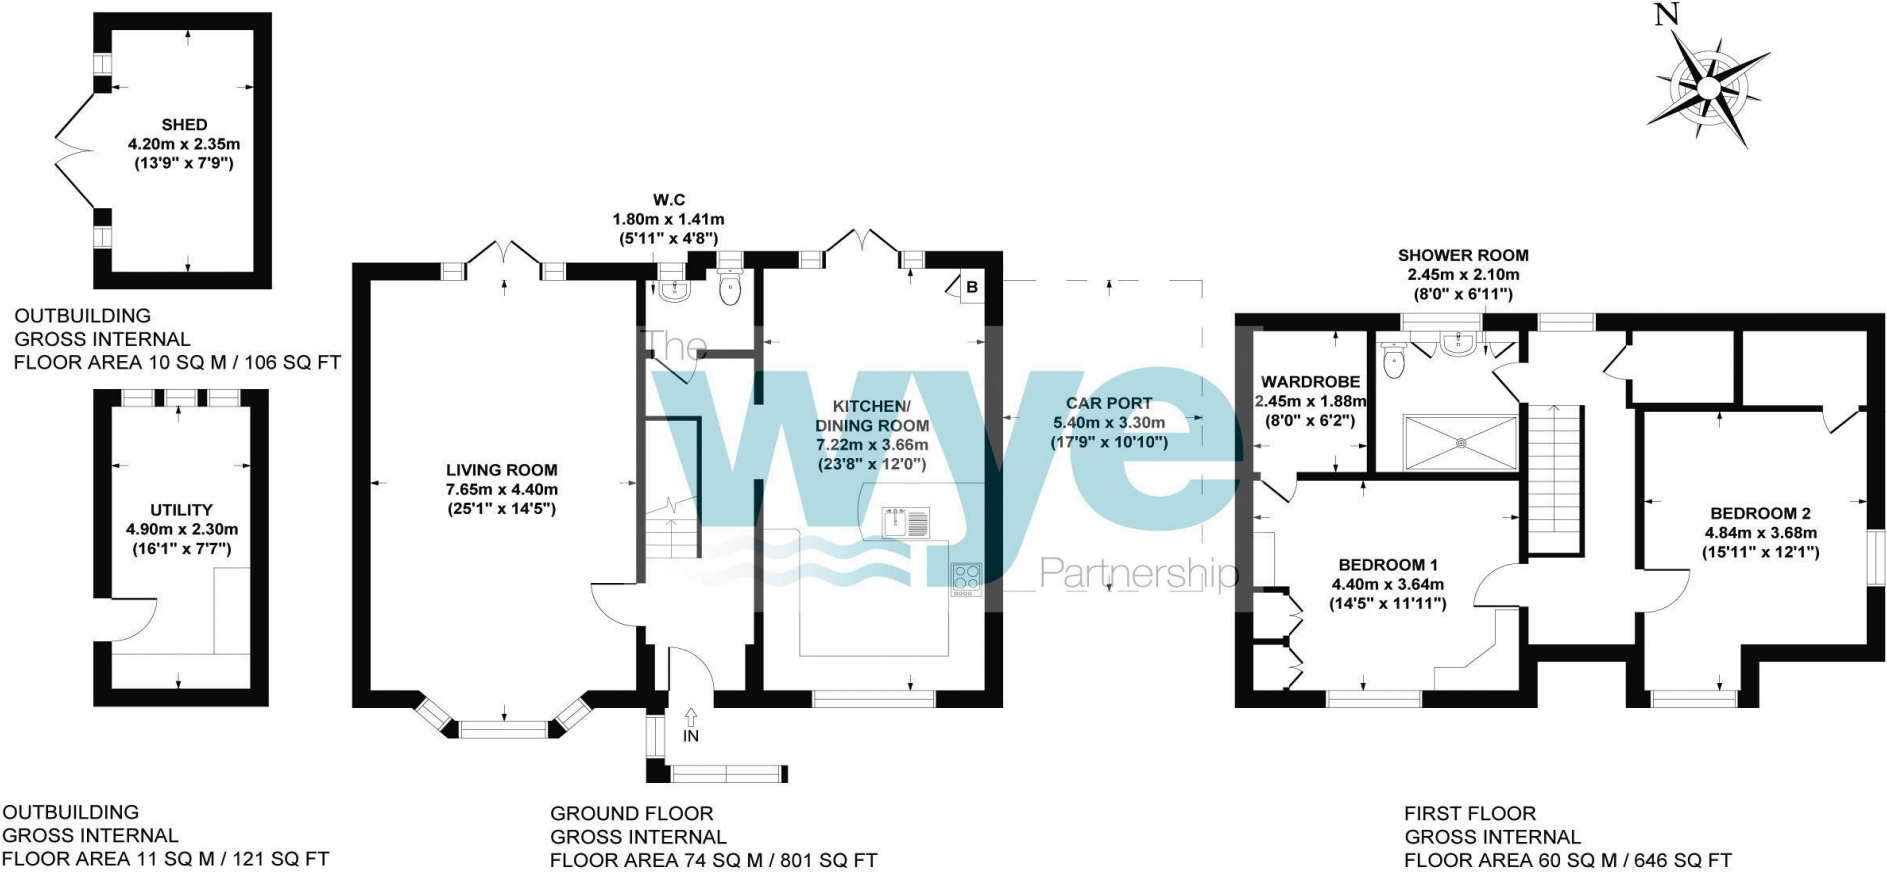 N
SHED
4.20m x 2.35m
(13'9" x 7'9")
OUTBUILDING
GROSS INTERNAL
FLOOR AREA 10 SQ M / 106 SQ FT
UTILITY
4.90m x 2.30m
(16'1" x 7'7")
OUTBUILDING
GROSS INTERNAL
FLOOR AREA 11 SQ M / 121 SQ FT
W.C
1.80m x 1.41m
(5'11" x 4'8")
B
LIVING ROOM
7.65m x 4.40m
(25'1" x 14'5")
KITCHEN/
DINING ROOM
7.22m x 3.66m
(23'8" x 12'0")
CAR PORT
5.40m x 3.30m
(17'9" x 10'10")
The
wye
Partnership
IN
GROUND FLOOR
GROSS INTERNAL
FLOOR AREA 74 SQ M / 801 SQ FT
SHOWER ROOM
2.45m x 2.10m
(8'0" x 6'11")
WARDROBE
2.45m x 1.88m
(8'0" x 6'2")
BEDROOM 1
4.40m x 3.64m
(14'5" x 11'11")
BEDROOM 2
4.84m x 3.68m
(15'11" x 12'1")
FIRST FLOOR
GROSS INTERNAL
FLOOR AREA 60 SQ M / 646 SQ FT